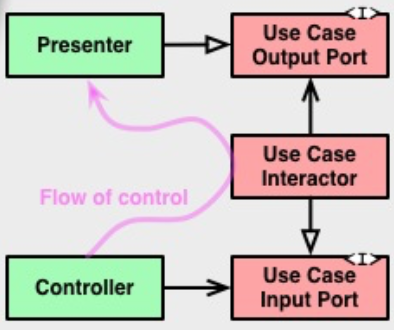 Presenter
<I>
Use Case
Output Port
Use Case
Interactor
Flow of control
Controller
<I>
Use Case
Input Port